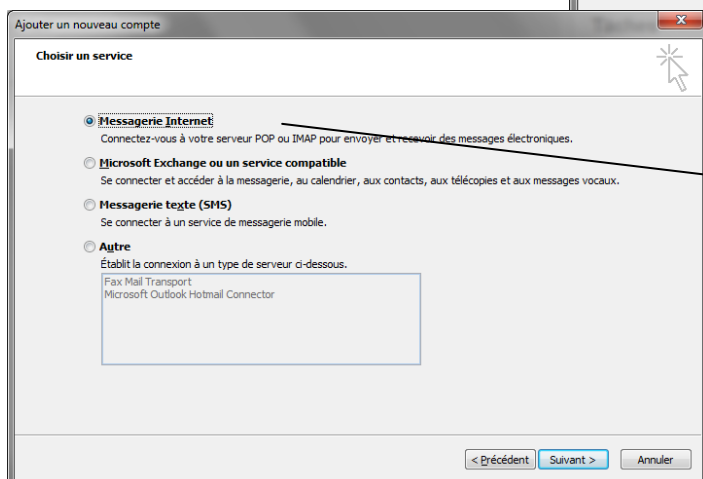 Ajouter un nouveau compte
Choisir un service
Messagerie Internet
Connectez-vous à votre serveur POP ou IMAP pour envoyer et recevoir des messages électroniques.
Microsoft Exchange ou un service compatible
Se connecter et accéder à la messagerie, au calendrier, aux contacts, aux télécopies et aux messages vocaux.
Messagerie texte (SMS)
Se connecter à un service de messagerie mobile.
Autre
Établit la connexion à un type de serveur ci-dessous.
Fax Mail Transport
Microsoft Outlook Hotmail Connector
< Précédent Suivant > Annuler